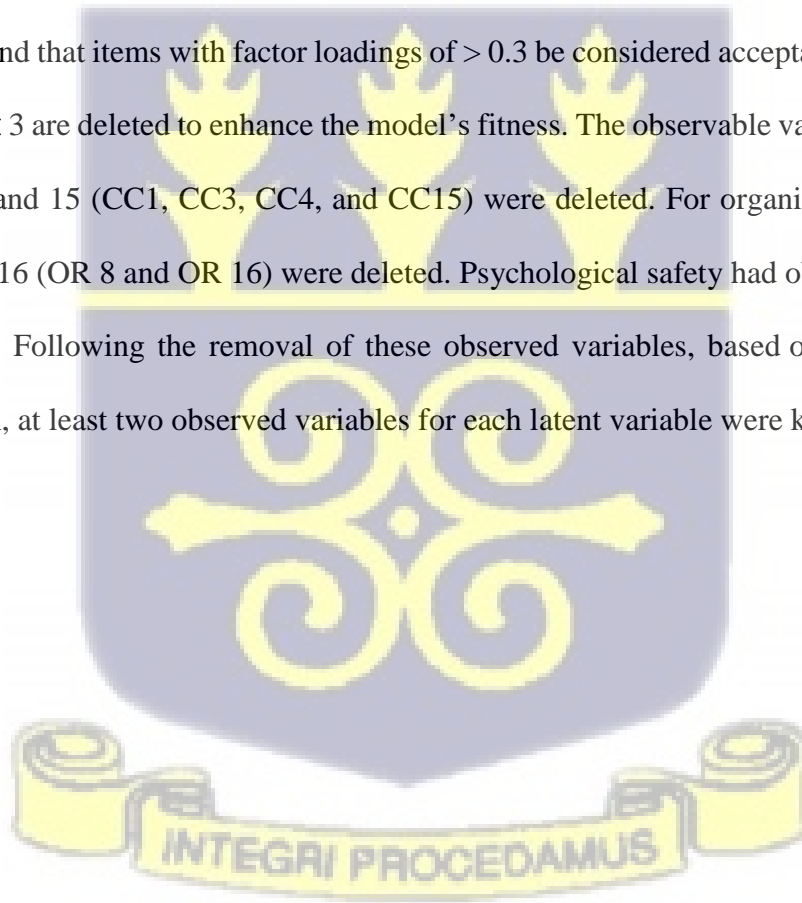 nd that items with factor loadings of > 0.3 be considered accepta
3 are deleted to enhance the model's fitness. The observable va
and 15 (CC1, CC3, CC4, and CC15) were deleted. For organi
16 (OR 8 and OR 16) were deleted. Psychological safety had o
Following the removal of these observed variables, based o
, at least two observed variables for each latent variable were k
INTEGRI PROCEDAMUS